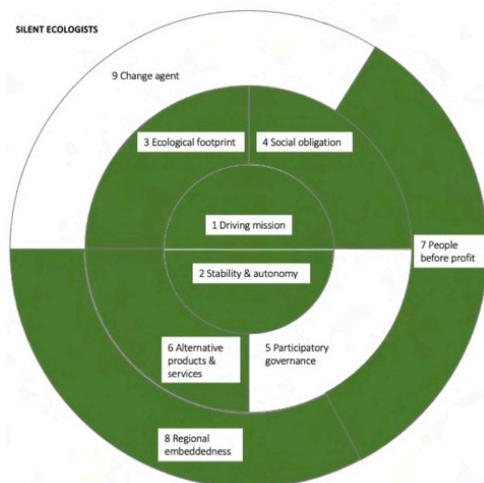 SILENT ECOLOGISTS
9 Change agent
3 Ecological footprint
4 Social obligation
1 Driving mission
7 People
before profit
2 Stability & autonomy
6 Alternative
products &
services
5 Participatory
governance
8 Regional
embeddedness